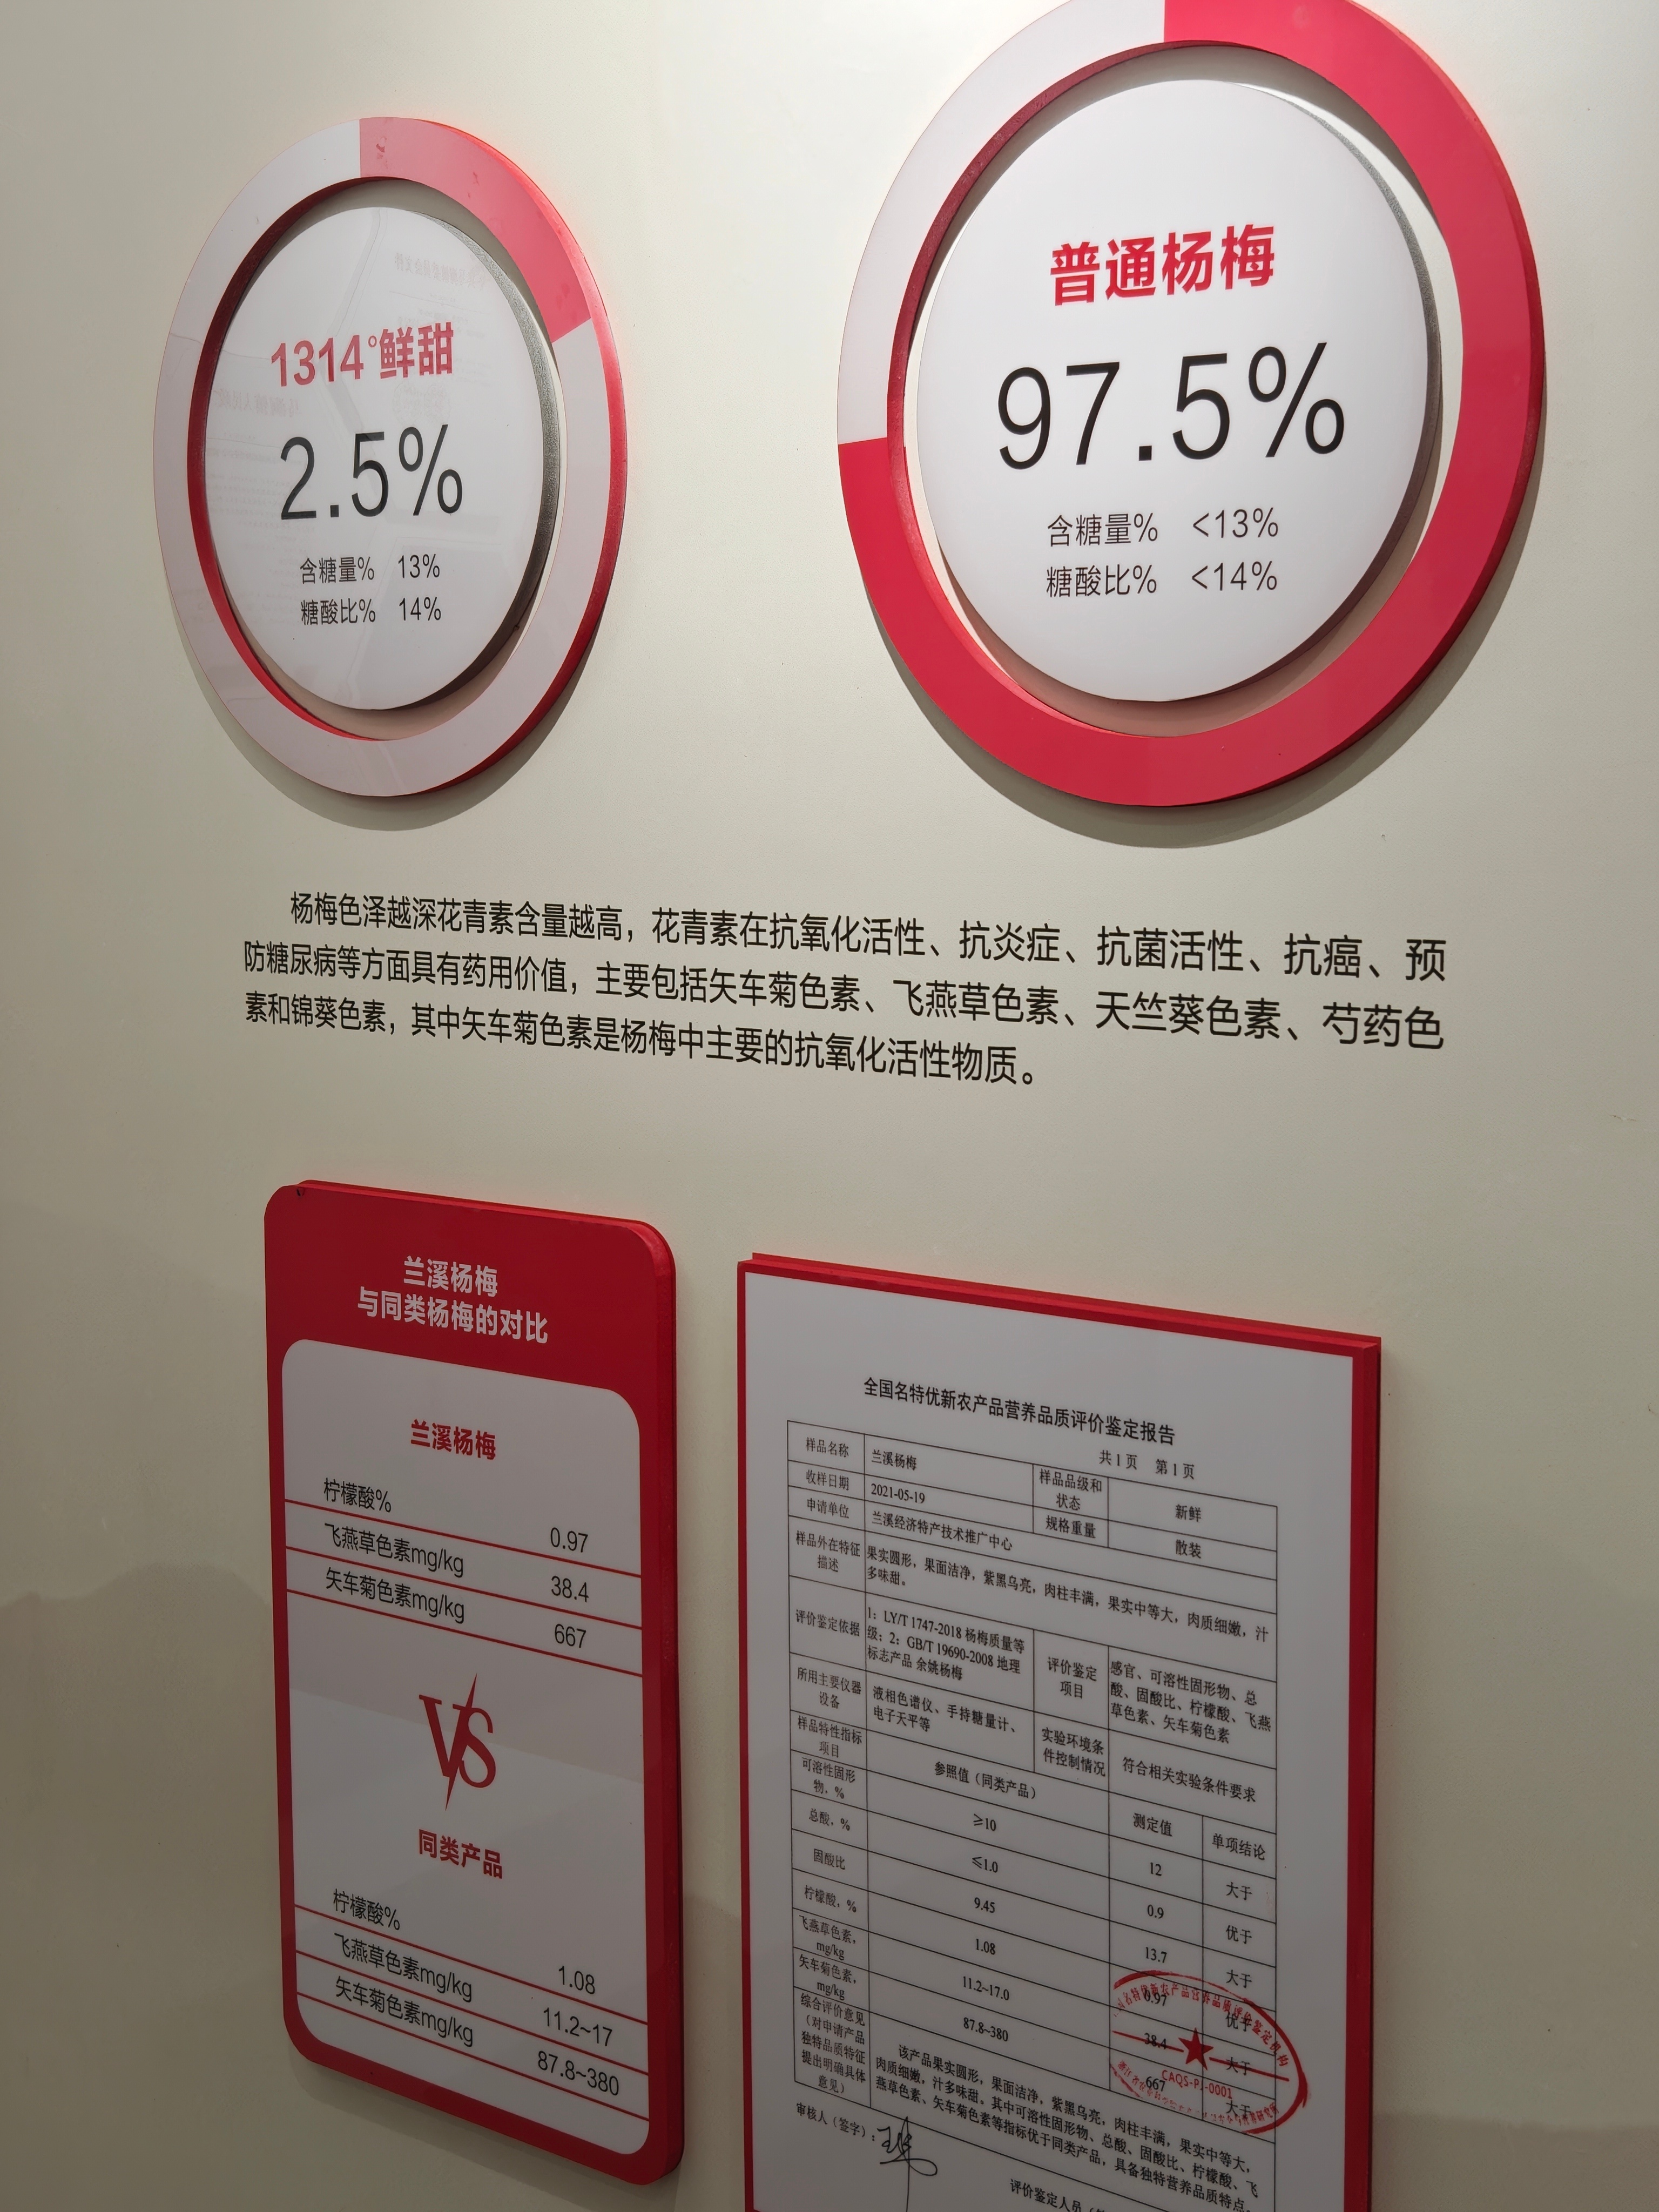 1314°鲜甜
2.5%
含糖量% 13%
糖酸比% 14%
普通杨梅
97.5%
含糖量% <13%
糖酸比% <14%
杨梅色泽越深花青素含量越高，花青素在抗氧化活性、抗炎症、抗菌活性、抗癌、预
防糖尿病等方面具有药用价值，主要包括矢车菊色素、飞燕草色素、天竺葵色素、芍药色
素和锦葵色素，其中矢车菊色素是杨梅中主要的抗氧化活性物质。
兰溪杨梅
与同类杨梅的对比
兰溪杨梅
柠檬酸% 0.97
飞燕草色素mg/kg 38.4
矢车菊色素mg/kg 667
VS
同类产品
柠檬酸% 1.08
飞燕草色素mg/kg 11.2~17
矢车菊色素mg/kg 87.8~380
全国名特优新农产品营养品质评价鉴定报告
共1页 第1页
样品名称 兰溪杨梅 样品品级和
状态 新鲜
收样日期 2021-05-19 规格重量 散装
申请单位 兰溪经济特产技术推广中心
样品外在特征
描述
果实圆形，果面洁净，紫黑乌亮，肉柱丰满，果实中等大，肉质细嫩，汁
多味甜。
评价鉴定依据
1：LY/T 1747-2018 杨梅质量等
级；2：GB/T 19690-2008 地理
标志产品 余姚杨梅
评价鉴定
项目
感官、可溶性固形物、总
酸、固酸比、柠檬酸、飞燕
草色素、矢车菊色素
所用主要仪器
设备
液相色谱仪、手持糖量计、
电子天平等
实验环境条
件控制情况
符合相关实验条件要求
样品特性指标
项目
参照值（同类产品） 测定值 单项结论
可溶性固形
物，% ≥10 12 大于
总酸，% ≤1.0 0.9 优于
固酸比 9.45 13.7 大于
柠檬酸，% 1.08 0.97 优于
飞燕草色素，
mg/kg 11.2~17.0 38.4 大于
矢车菊色素，
mg/kg 87.8~380 667 大于
CAQS-PJ-0001
综合评价意见
（对申请产品
独特品质特征
提出明确具体
意见）
该产品果实圆形，果面洁净，紫黑乌亮，肉柱丰满，果实中等大，
肉质细嫩，汁多味甜。其中可溶性固形物、总酸、固酸比、柠檬酸、飞
燕草色素、矢车菊色素等指标优于同类产品，具备独特营养品质特点。
审核人（签字）：
评价鉴定人员